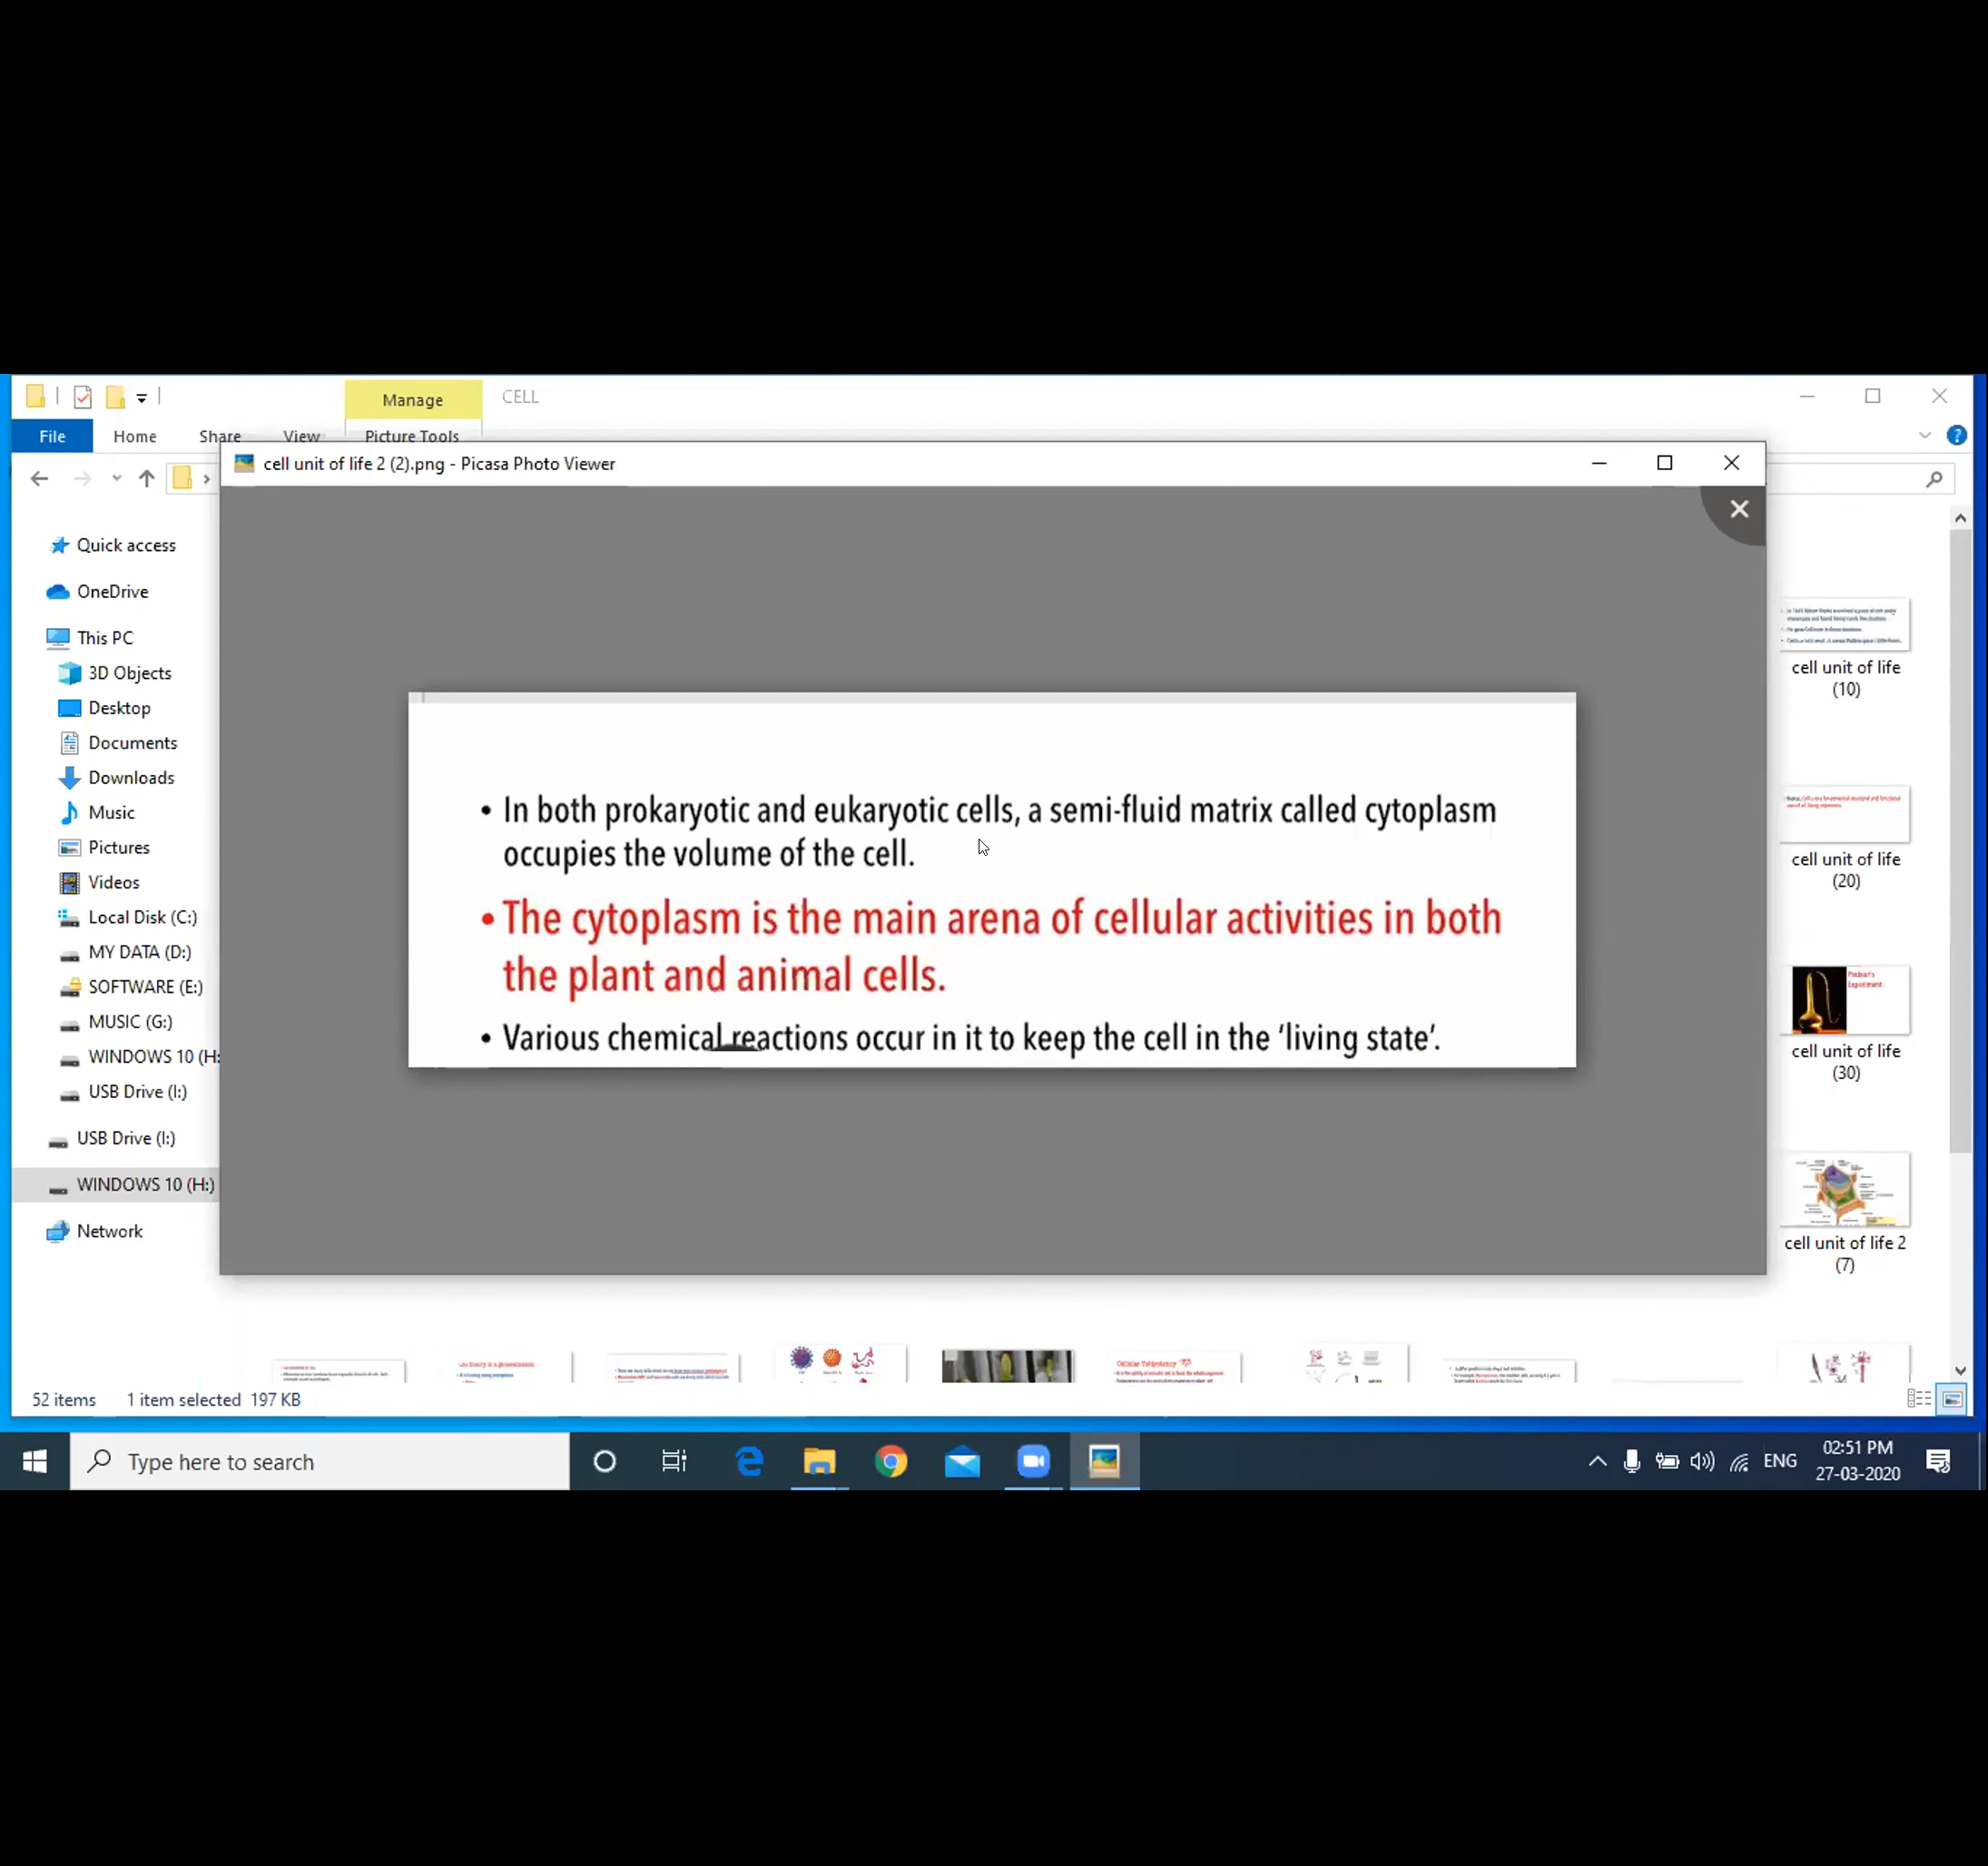 Manage
CELL
File
Home
Share
View
Picture Tools
cell unit of life 2 (2).png - Picasa Photo Viewer
Quick access
OneDrive
This PC
3D Objects
Desktop
Documents
Downloads
Music
Pictures
Videos
Local Disk (C:)
MY DATA (D:)
SOFTWARE (E:)
MUSIC (G:)
WINDOWS 10 (H:
USB Drive (I:)
USB Drive (I:)
WINDOWS 10 (H:)
Network
• In both prokaryotic and eukaryotic cells, a semi-fluid matrix called cytoplasm
occupies the volume of the cell.
• The cytoplasm is the main arena of cellular activities in both
the plant and animal cells.
• Various chemical reactions occur in it to keep the cell in the ‘living state’.
cell unit of life
(10)
cell unit of life
(20)
Pasteur's
Experiment
cell unit of life
(30)
cell unit of life 2
(7)
Cellular Totipotency
52 items
1 item selected 197 KB
Type here to search
ENG
02:51 PM
27-03-2020